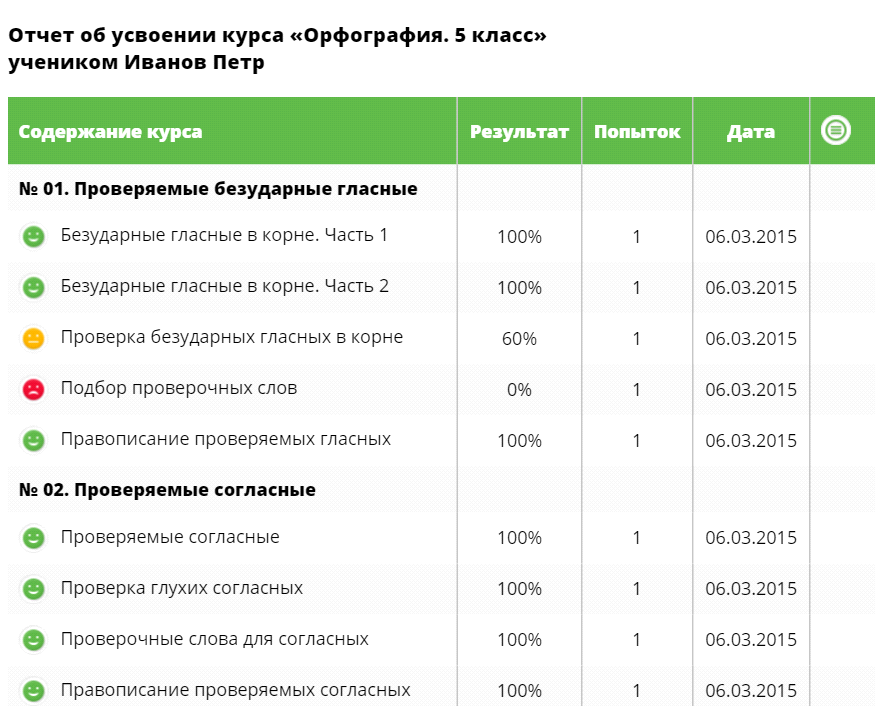 Отчет об усвоении курса «Орфография. 5 класс»
учеником Иванов Петр
Содержание курса Результат Попыток Дата
№ 01. Проверяемые безударные гласные
Безударные гласные в корне. Часть 1 100% 1 06.03.2015
Безударные гласные в корне. Часть 2 100% 1 06.03.2015
Проверка безударных гласных в корне 60% 1 06.03.2015
Подбор проверочных слов 0% 1 06.03.2015
Правописание проверяемых гласных 100% 1 06.03.2015
№ 02. Проверяемые согласные
Проверяемые согласные 100% 1 06.03.2015
Проверка глухих согласных 100% 1 06.03.2015
Проверочные слова для согласных 100% 1 06.03.2015
Правописание проверяемых согласных 100% 1 06.03.2015